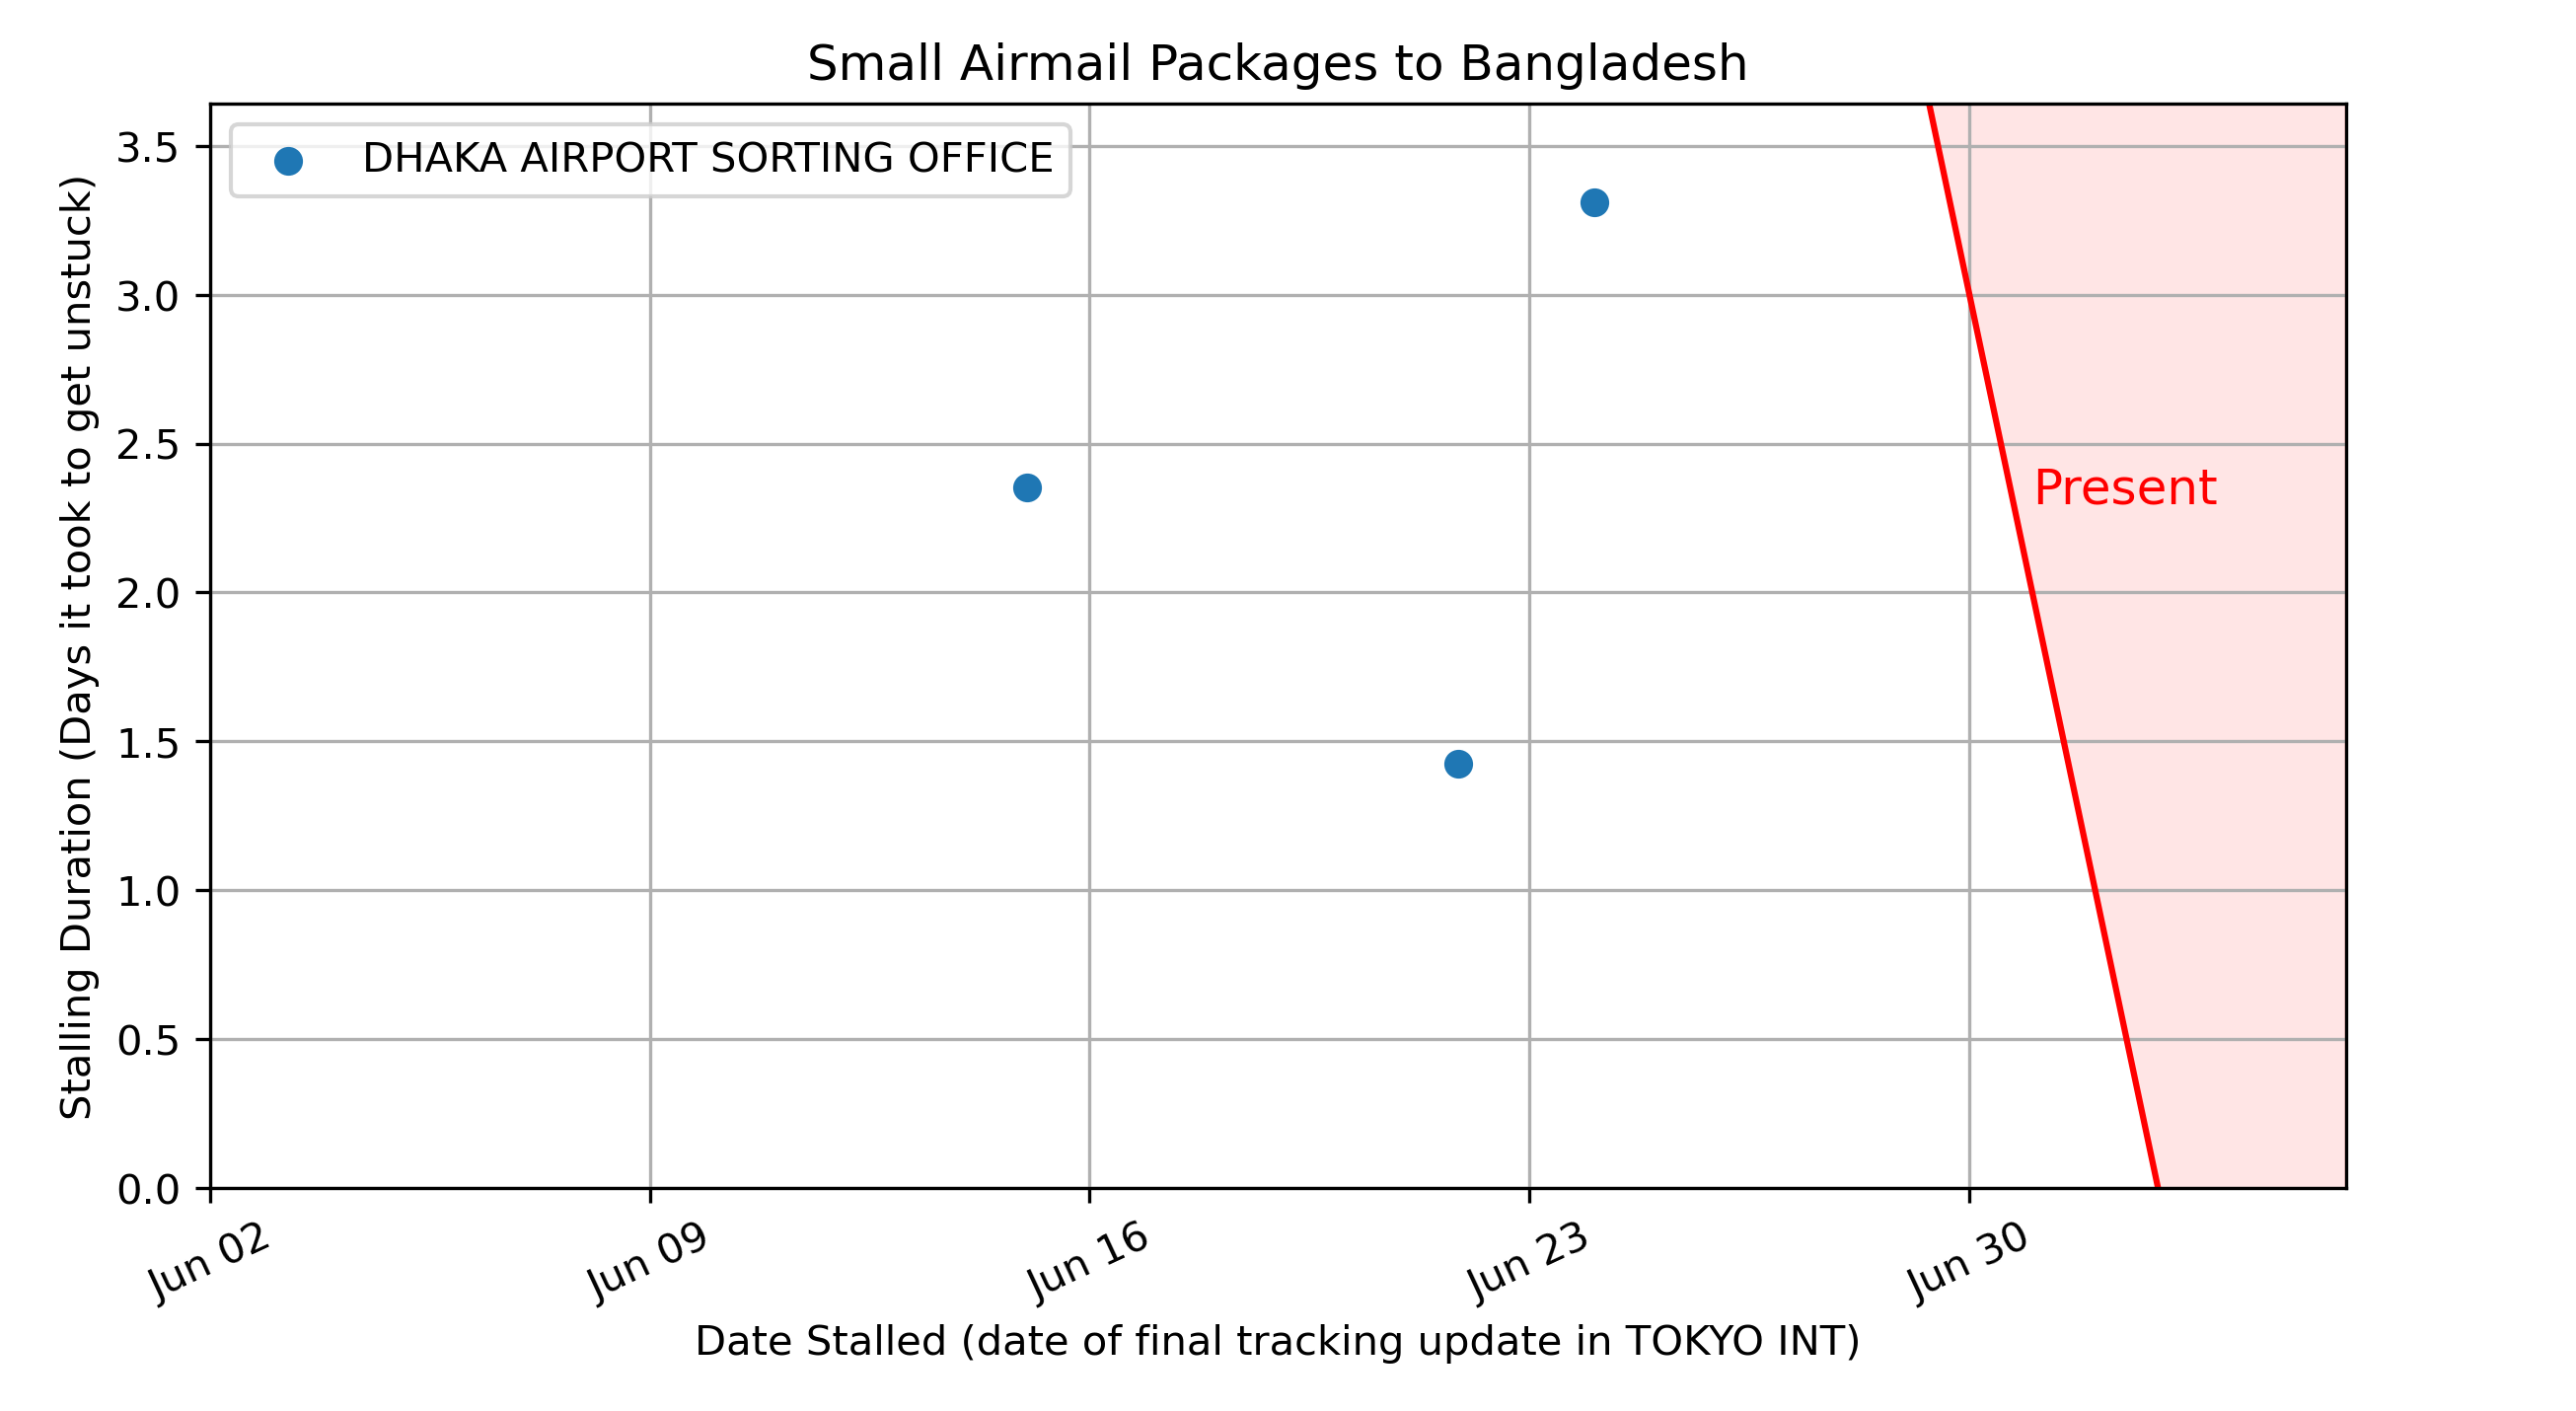 Small Airmail Packages to Bangladesh
DHAKA AIRPORT SORTING OFFICE
Stalling Duration (Days it took to get unstuck)
3.5
3.0
2.5
2.0
1.5
1.0
0.5
0.0
Present
Jun 02
Jun 09
Jun 16
Jun 23
Jun 30
Date Stalled (date of final tracking update in TOKYO INT)